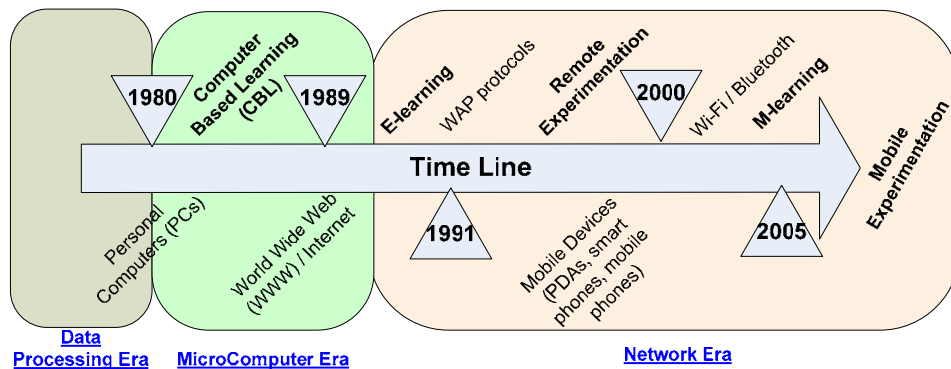 1980
Computer
Based Learning
(CBL)
1989
E-learning
WAP protocols
Remote
Experimentation
2000
Wi-Fi / Bluetooth
M-learning
Mobile
Experimentation
Time Line
Personal
Computers (PCs)
World Wide Web
(WWW) / Internet
1991
Mobile Devices
(PDAs, smart
phones, mobile
phones)
2005
Data
Processing Era
MicroComputer Era
Network Era